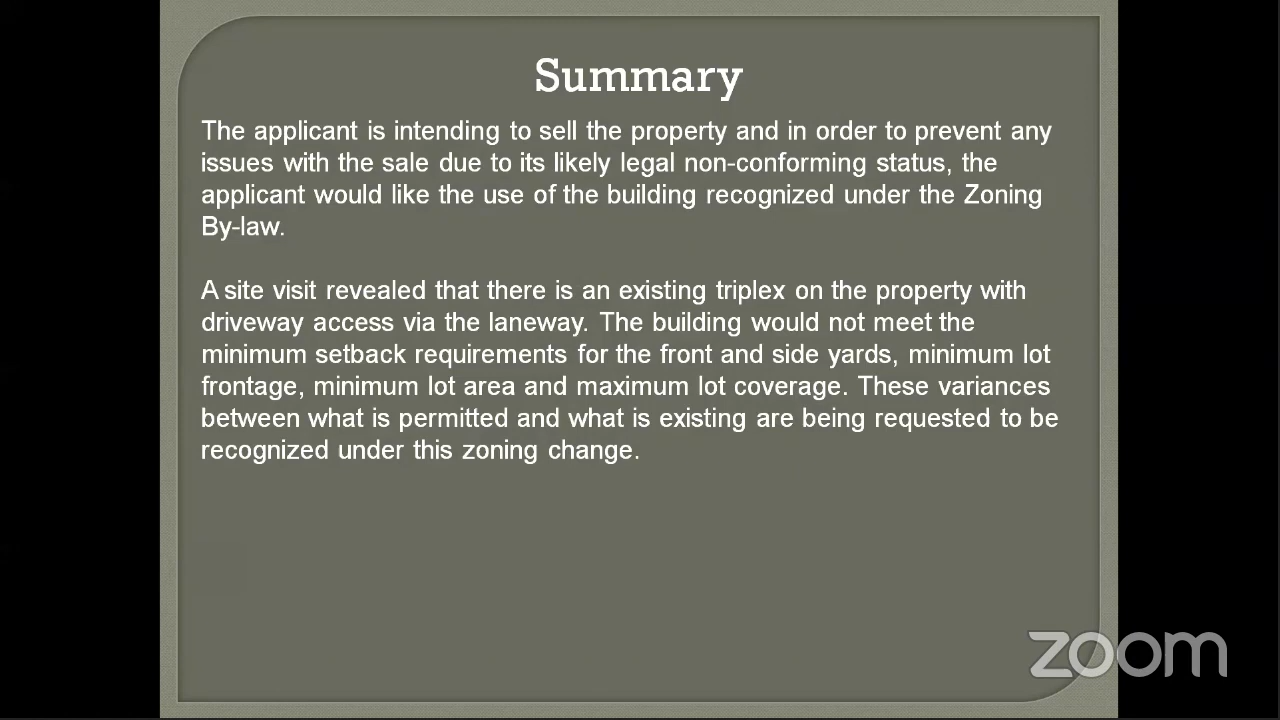 Summary
The applicant is intending to sell the property and in order to prevent any
issues with the sale due to its likely legal non-conforming status, the
applicant would like the use of the building recognized under the Zoning
By-law.
A site visit revealed that there is an existing triplex on the property with
driveway access via the laneway. The building would not meet the
minimum setback requirements for the front and side yards, minimum lot
frontage, minimum lot area and maximum lot coverage. These variances
between what is permitted and what is existing are being requested to be
recognized under this zoning change.
zoom